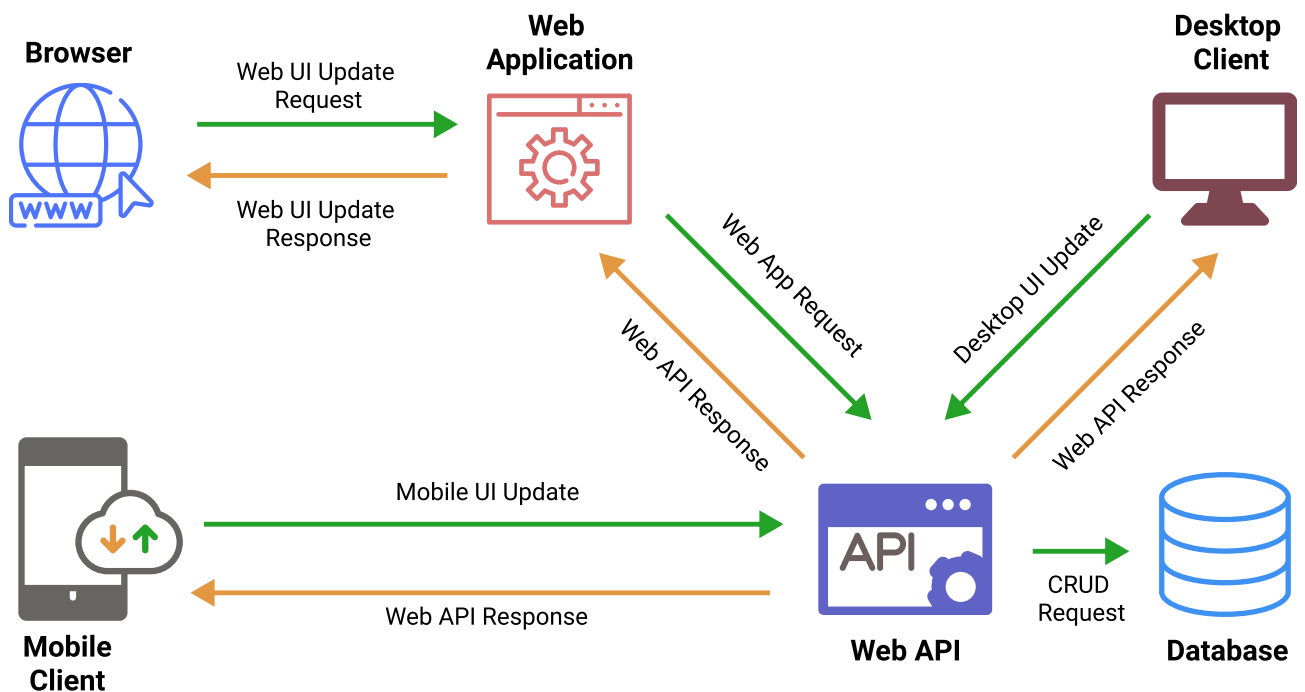 Web
Application
Desktop
Client
Browser
Web UI Update
Request
WWW
Web UI Update
Response
Web App Request
Desktop UI Update
Web API Response
Web API Response
Mobile UI Update
API
CRUD
Request
Web API Response
Mobile
Client
Web API
Database